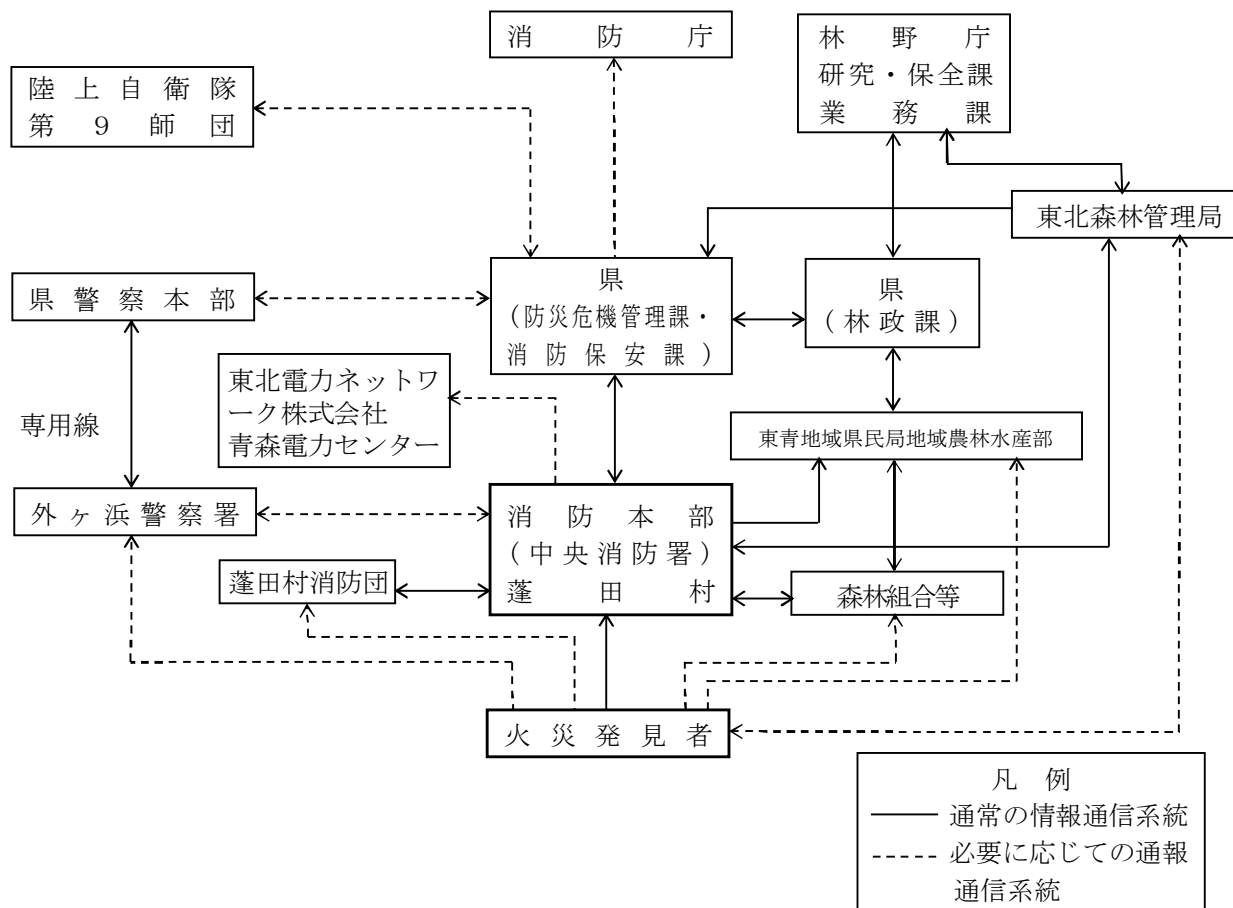 消防庁
林野庁
研究・保全課
業務課
陸上自衛隊
第9師団
東北森林管理局
県警察本部
県
（防災危機管理課・
消防保安課）
県
（林政課）
東北電力ネットワ
ーク株式会社
青森電力センター
専用線
東青地域県民局地域農林水産部
外ヶ浜警察署
消防本部
（中央消防署）
蓬田村
蓬田村消防団
森林組合等
火災発見者
凡例
通常の情報通信系統
必要に応じての通報
通信系統